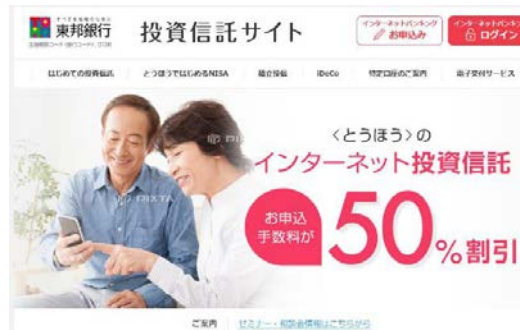 東邦銀行
投資信託サイト
インターネットバンキング
お申込み
インターネットバンキング
ログイン
はじめての投資信託
とうほうではじめるNISA
積立投信
iDeCo
特定口座のご案内
電子交付サービス
<とうほう>の
インターネット投資信託
お申込
手数料が
50%割引
PIXTA
PIXTA
ご案内
セミナー・相談会情報はこちらから